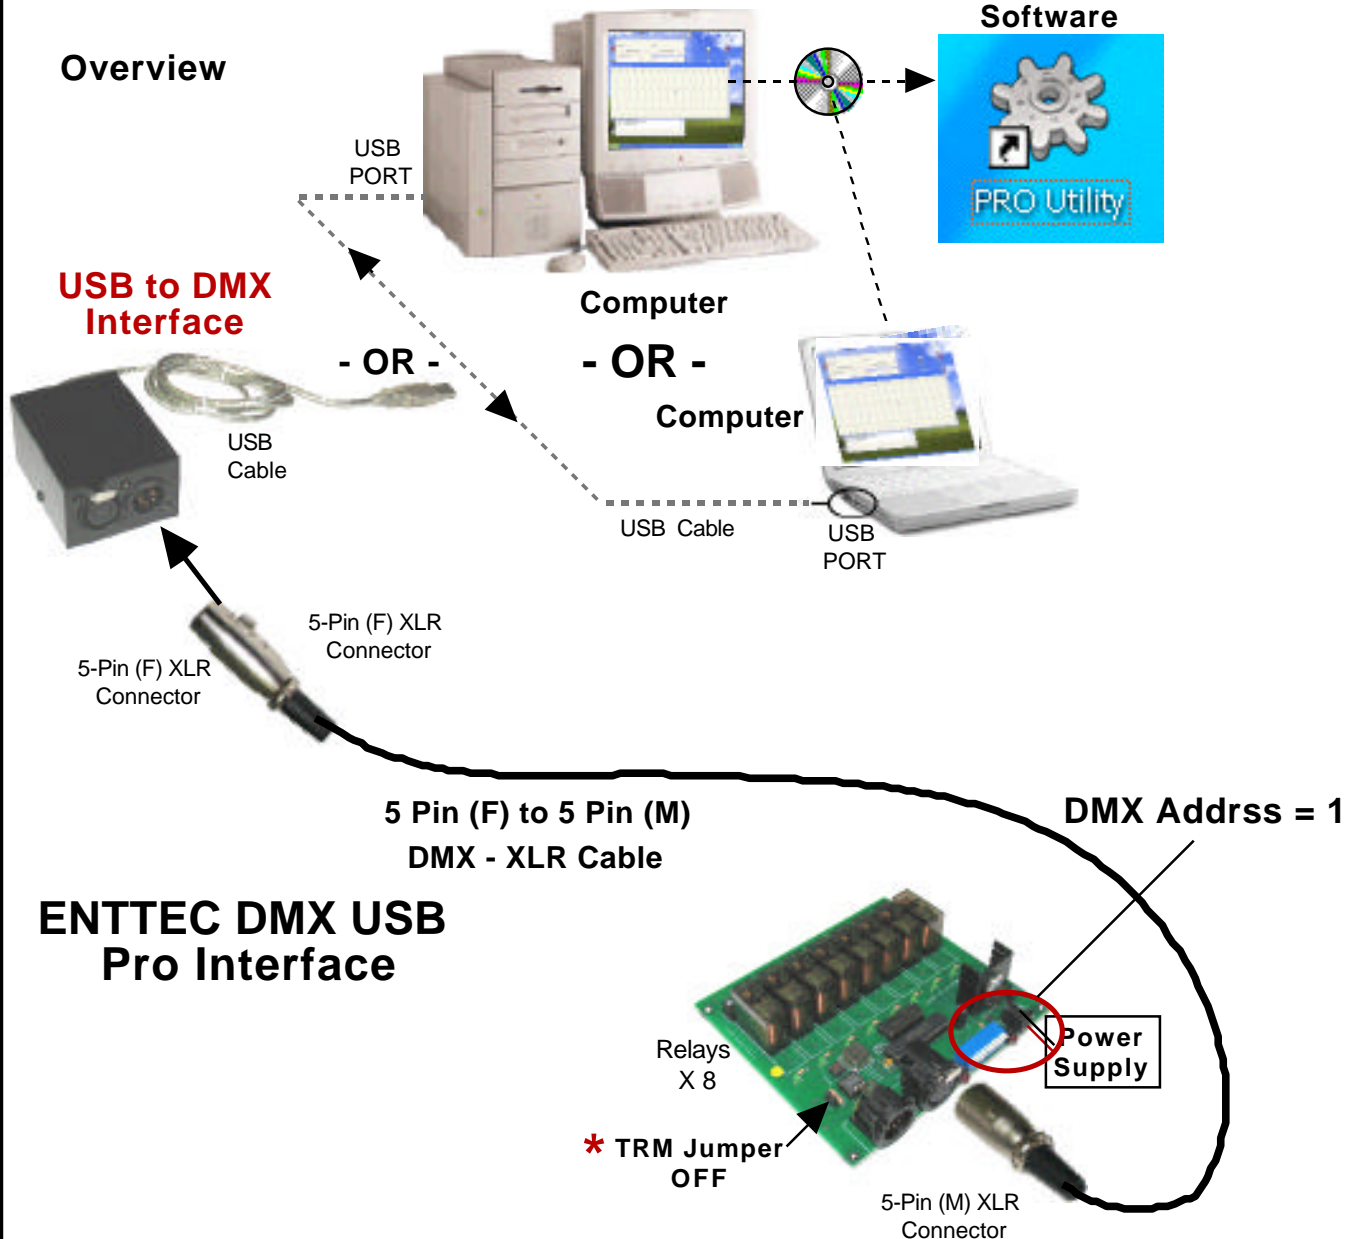 Software
Overview
PRO Utility
USB
PORT
USB to DMX
Interface
Computer
- OR -
- OR -
Computer
USB
Cable
USB Cable
USB
PORT
5-Pin (F) XLR
Connector
5-Pin (F) XLR
Connector
5 Pin (F) to 5 Pin (M)
DMX - XLR Cable
DMX Addrss = 1
ENTTEC DMX USB
Pro Interface
Power
Supply
Relays
X 8
* TRM Jumper
OFF
5-Pin (M) XLR
Connector